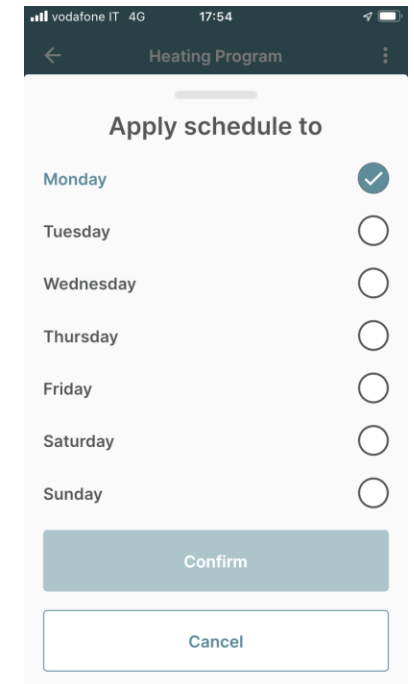 vodafone IT 4G 17:54
Heating Program
Apply schedule to
Monday
Tuesday
Wednesday
Thursday
Friday
Saturday
Sunday
Confirm
Cancel